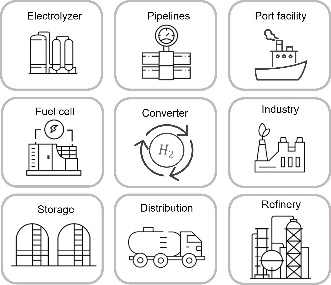 Electrolyzer
Pipelines
Port facility
Fuel cell
Converter
Industry
H2
Storage
Distribution
Refinery